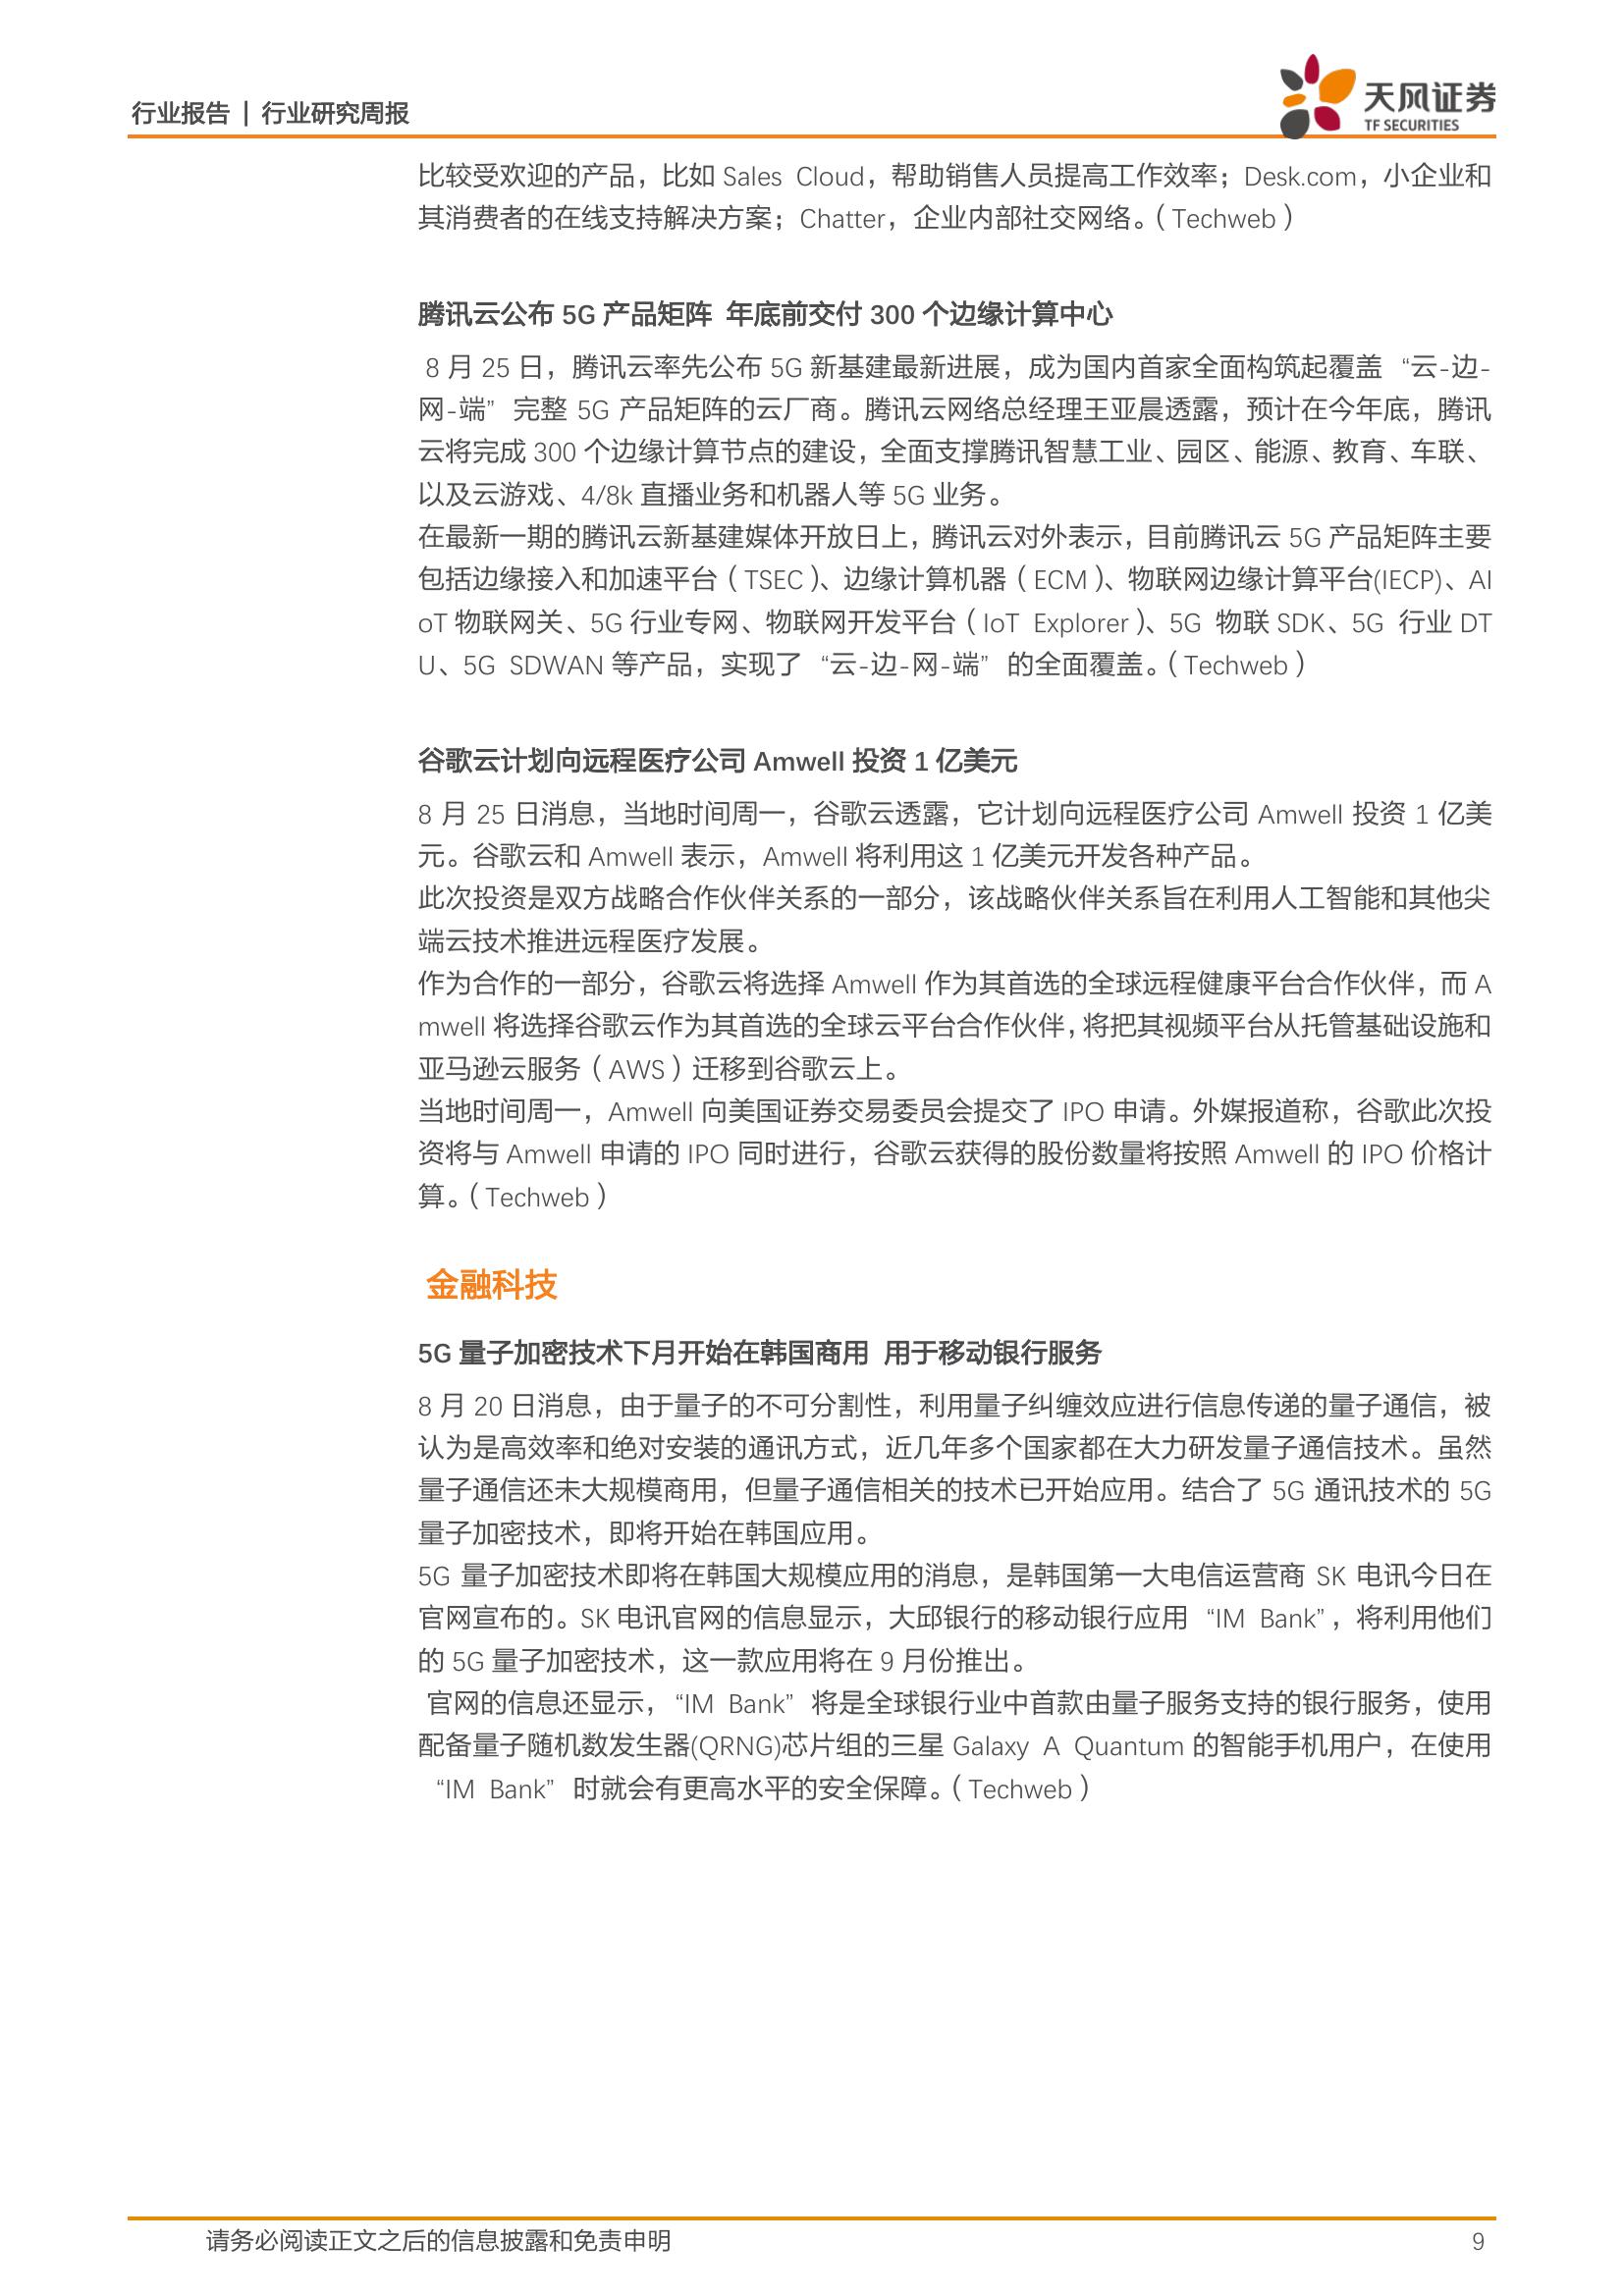 行业报告 | 行业研究周报
天风证券
TF SECURITIES
比较受欢迎的产品，比如 Sales Cloud，帮助销售人员提高工作效率；Desk.com，小企业和
其消费者的在线支持解决方案；Chatter，企业内部社交网络。（Techweb）
腾讯云公布 5G 产品矩阵 年底前交付 300 个边缘计算中心
8 月 25 日，腾讯云率先公布 5G 新基建最新进展，成为国内首家全面构筑起覆盖 “云-边-
网-端” 完整 5G 产品矩阵的云厂商。腾讯云网络总经理王亚晨透露，预计在今年底，腾讯
云将完成 300 个边缘计算节点的建设，全面支撑腾讯智慧工业、园区、能源、教育、车联、
以及云游戏、4/8k 直播业务和机器人等 5G 业务。
在最新一期的腾讯云新基建媒体开放日上，腾讯云对外表示，目前腾讯云 5G 产品矩阵主要
包括边缘接入和加速平台（TSEC）、边缘计算机器（ECM）、物联网边缘计算平台(IECP)、AI
oT 物联网关、5G 行业专网、物联网开发平台（IoT Explorer）、5G 物联 SDK、5G 行业 DT
U、5G SDWAN 等产品，实现了 “云-边-网-端” 的全面覆盖。（Techweb）
谷歌云计划向远程医疗公司 Amwell 投资 1 亿美元
8 月 25 日消息，当地时间周一，谷歌云透露，它计划向远程医疗公司 Amwell 投资 1 亿美
元。谷歌云和 Amwell 表示，Amwell 将利用这 1 亿美元开发各种产品。
此次投资是双方战略合作伙伴关系的一部分，该战略伙伴关系旨在利用人工智能和其他尖
端云技术推进远程医疗发展。
作为合作的一部分，谷歌云将选择 Amwell 作为其首选的全球远程健康平台合作伙伴，而 A
mwell 将选择谷歌云作为其首选的全球云平台合作伙伴，将把其视频平台从托管基础设施和
亚马逊云服务（AWS）迁移到谷歌云上。
当地时间周一，Amwell 向美国证券交易委员会提交了 IPO 申请。外媒报道称，谷歌此次投
资将与 Amwell 申请的 IPO 同时进行，谷歌云获得的股份数量将按照 Amwell 的 IPO 价格计
算。（Techweb）
金融科技
5G 量子加密技术下月开始在韩国商用 用于移动银行服务
8 月 20 日消息，由于量子的不可分割性，利用量子纠缠效应进行信息传递的量子通信，被
认为是高效率和绝对安装的通讯方式，近几年多个国家都在大力研发量子通信技术。虽然
量子通信还未大规模商用，但量子通信相关的技术已开始应用。结合了 5G 通讯技术的 5G
量子加密技术，即将开始在韩国应用。
5G 量子加密技术即将在韩国大规模应用的消息，是韩国第一大电信运营商 SK 电讯今日在
官网宣布的。SK 电讯官网的信息显示，大邱银行的移动银行应用 “IM Bank”，将利用他们
的 5G 量子加密技术，这一款应用将在 9 月份推出。
官网的信息还显示，“IM Bank” 将是全球银行业中首款由量子服务支持的银行服务，使用
配备量子随机数发生器(QRNG)芯片组的三星 Galaxy A Quantum 的智能手机用户，在使用
“IM Bank” 时就会有更高水平的安全保障。（Techweb）
请务必阅读正文之后的信息披露和免责申明
9